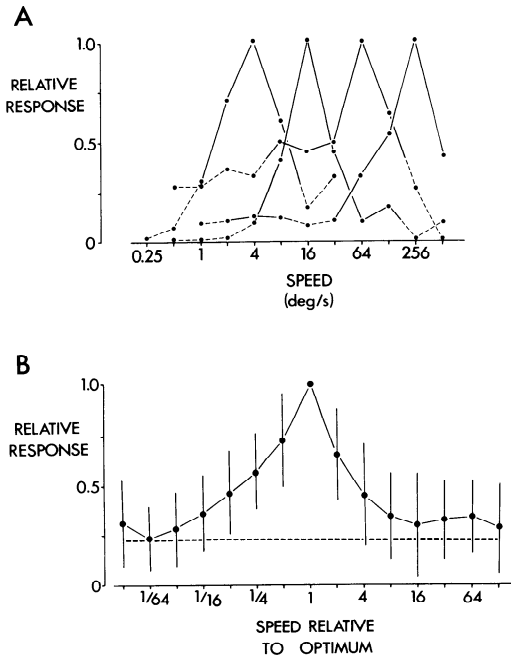 A
1.0
RELATIVE
RESPONSE
0.5
0
0.25 1 4 16 64 256
SPEED
(deg/s)
B
1.0
RELATIVE
RESPONSE
0.5
0
1/64 1/16 1/4 1 4 16 64
SPEED RELATIVE
TO OPTIMUM